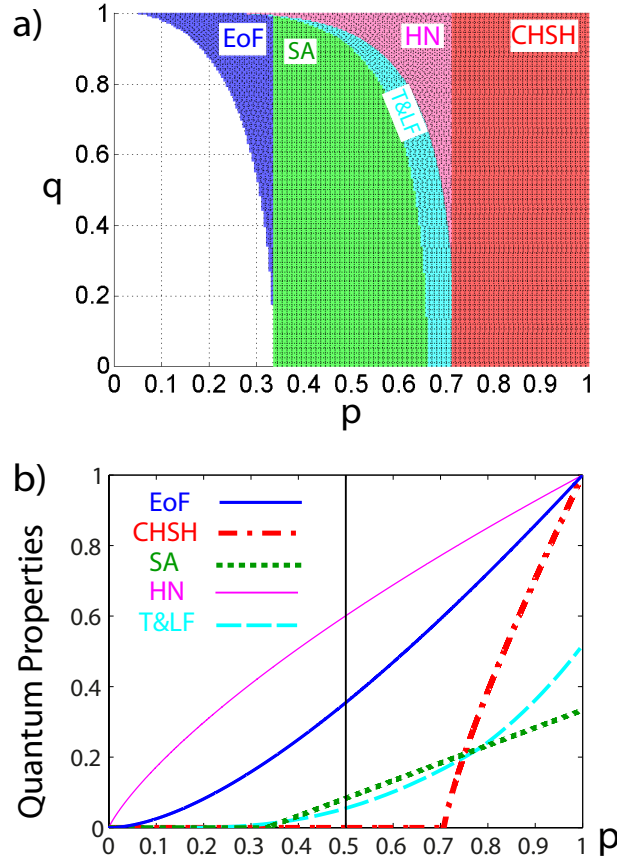 a)
EoF
SA
HN
CHSH
T&LF
1
0.8
0.6
0.4
0.2
0
q
0 0.1 0.2 0.3 0.4 0.5 0.6 0.7 0.8 0.9 1
p
b)
EoF
CHSH
SA
HN
T&LF
1
0.8
0.6
0.4
0.2
0
Quantum Properties
0 0.1 0.2 0.3 0.4 0.5 0.6 0.7 0.8 0.9 p